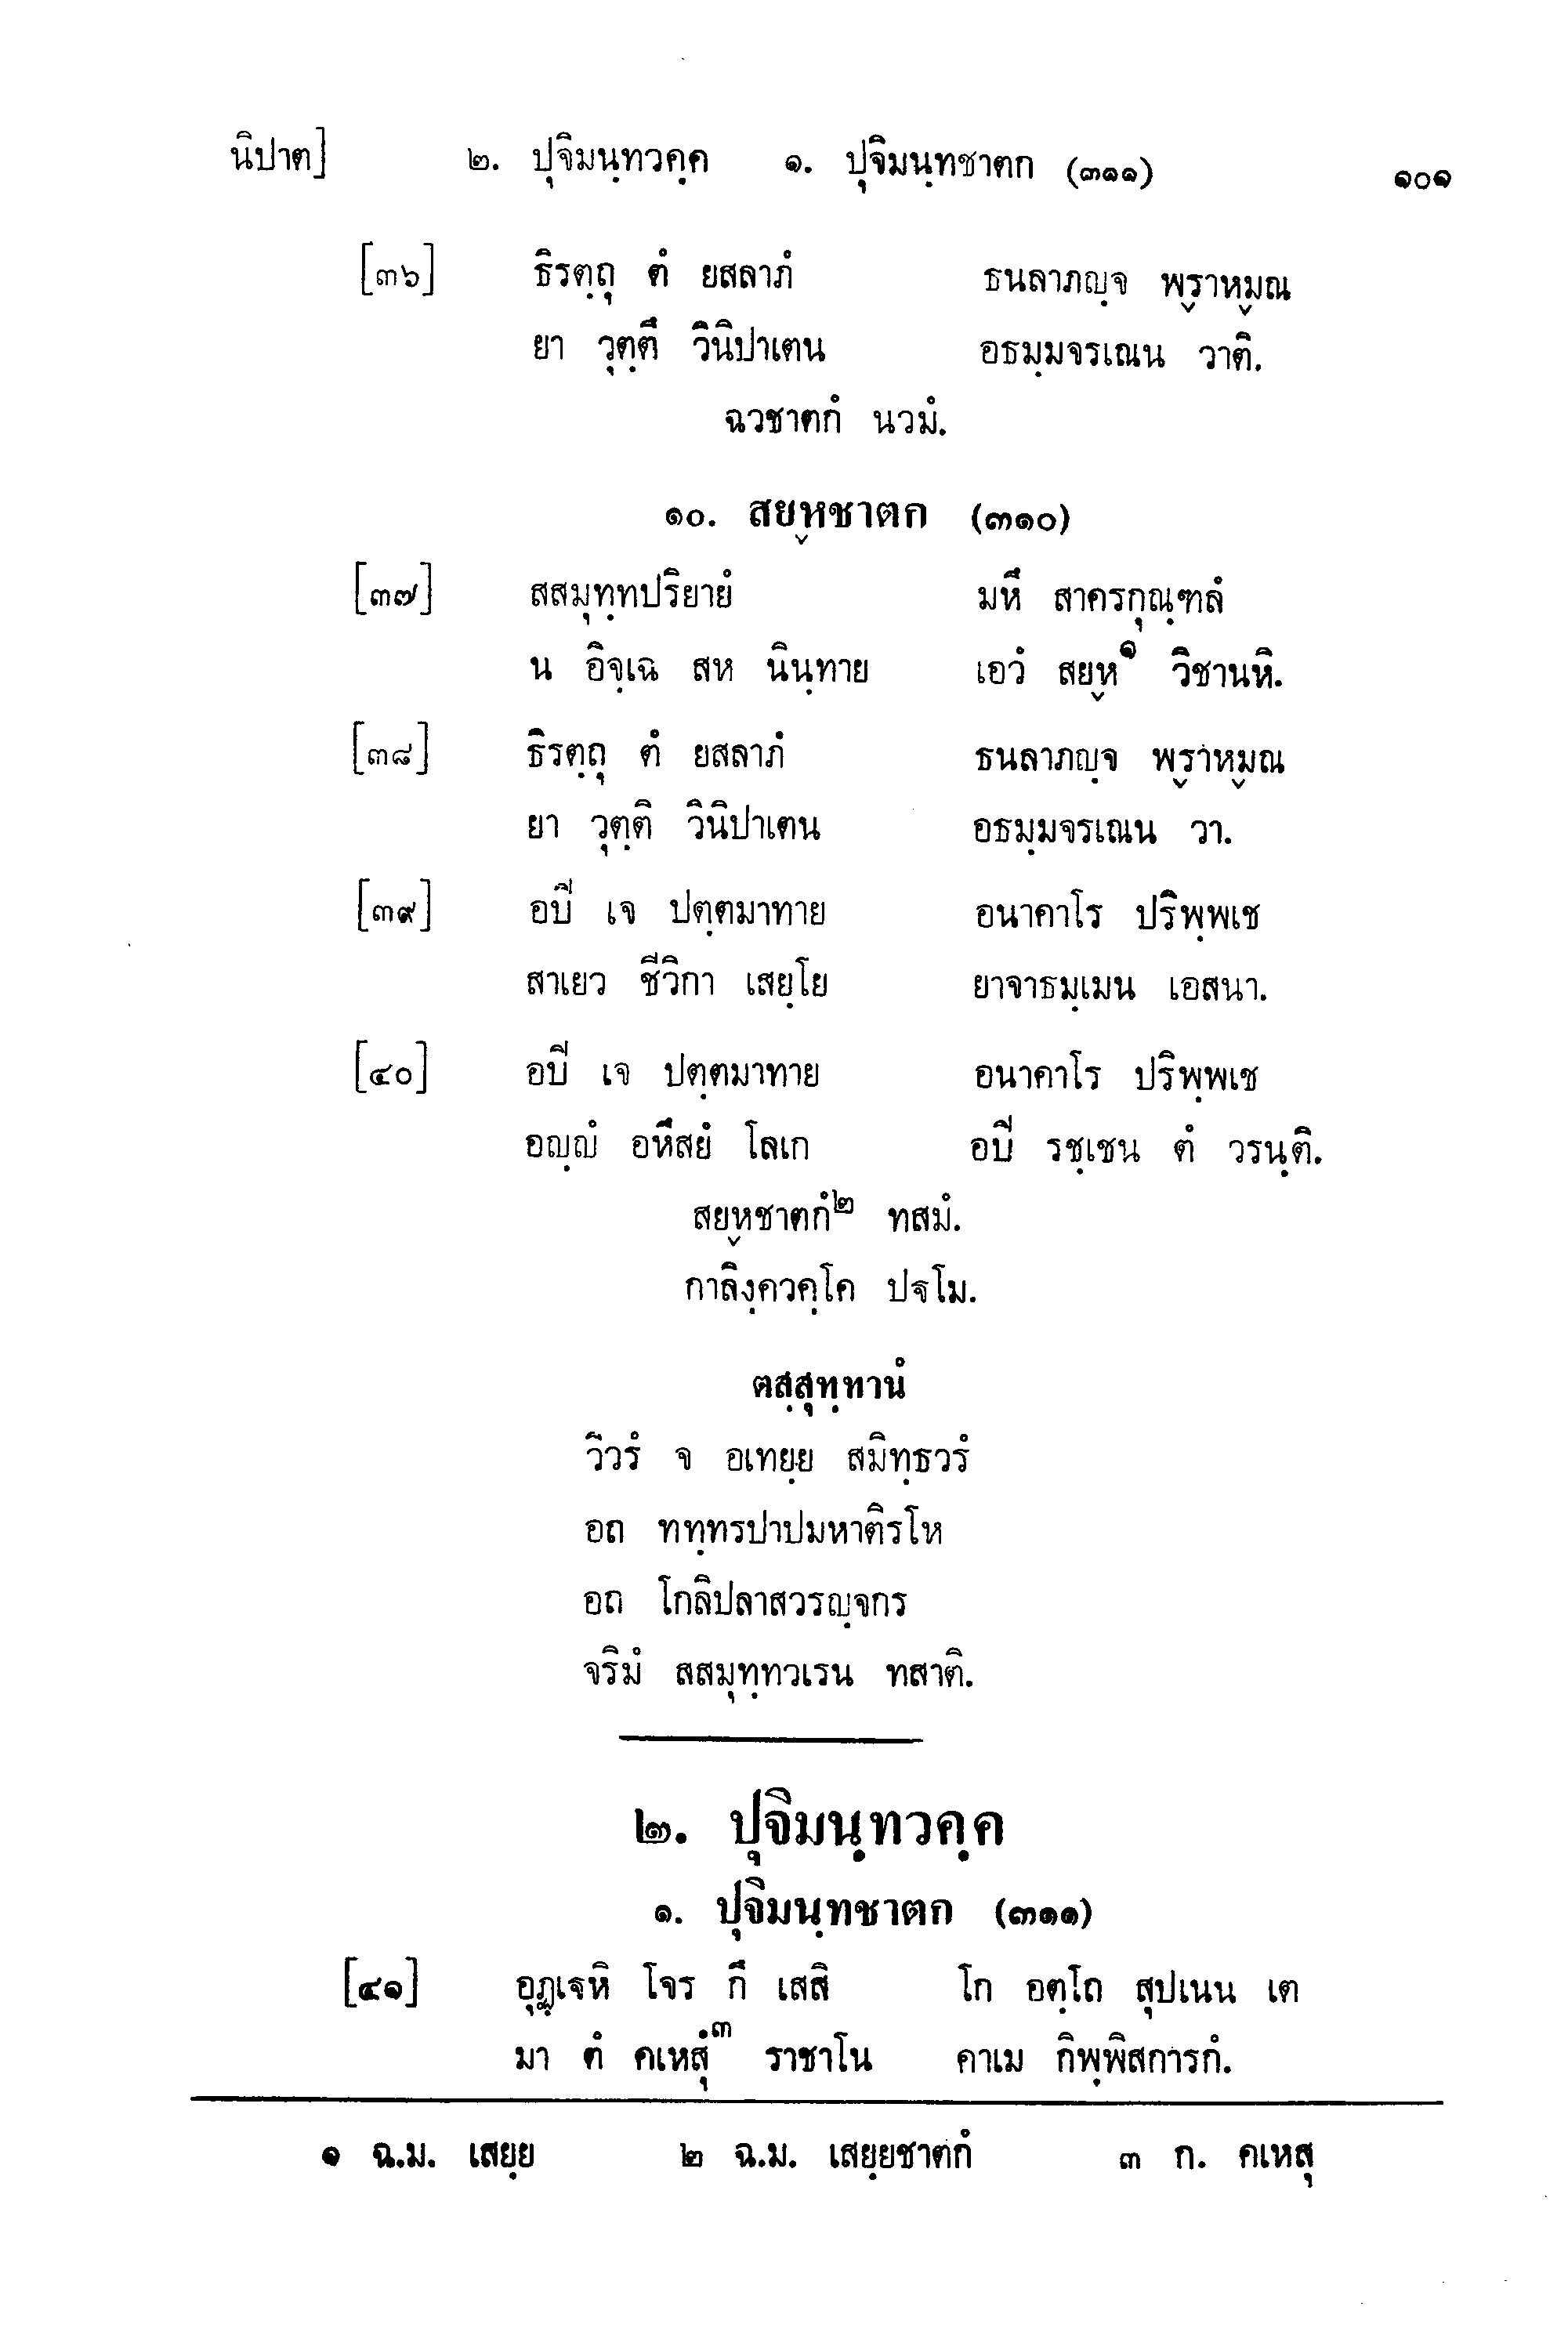 นิปาต] ๒. ปุจิมนฺทวคฺค ๑. ปุจิมนฺทชาตก (๓๑๑) ๑๐๑
[๓๖] ธิรตฺถุ ตํ ยสลาภํ ธนลาภญฺจ พฺราหฺมณ
ยา วุตฺตึ วินิปาเตน อธมฺมจรเณน วาติ.
ฉวชาตกํ นวมํ.
๑๐. สยฺหชาตก (๓๑๐)
[๓๗] สสมุทฺทปริยายํ มหึ สาครกุณฺฑลํ
น อิจฺเฉ สห นินฺทาย เอวํ สยฺห๑ วิชานหิ.
[๓๘] ธิรตฺถุ ตํ ยสลาภํ ธนลาภญฺจ พฺราหฺมณ
ยา วุตฺติ วินิปาเตน อธมฺมจรเณน วา.
[๓๙] อปิ เจ ปตฺตมาทาย อนาคาโร ปริพฺพเช
สาเยว ชีวิกา เสยฺโย ยาจาธมฺเมน เอสนา.
[๔๐] อปิ เจ ปตฺตมาทาย อนาคาโร ปริพฺพเช
อญฺญํ อหึสยํ โลเก อปิ รชฺเชน ตํ วรนฺติ.
สยฺหชาตกํ๒ ทสมํ.
กาลิงฺควคฺโค ปฐโม.
ตสฺสุทฺทานํ
วิวรํ จ อเทยฺย สมิทฺธวรํ
อถ ททฺทรปาปมหาติรโห
อถ โกลิปลาสวรญฺจกร
จริมํ สสมุทฺทวเรน ทสาติ.
๒. ปุจิมนฺทวคฺค
๑. ปุจิมนฺทชาตก (๓๑๑)
[๔๑] อุฏฺเฐหิ โจร กึ เสสิ โก อตฺโถ สุปเนน เต
มา ตํ คเหสุํ๓ ราชาโน คาเม กิพฺพิสการกํ.
๑ ฉ.ม. เสยฺย ๒ ฉ.ม. เสยฺยชาตกํ ๓ ก. คเหสุ